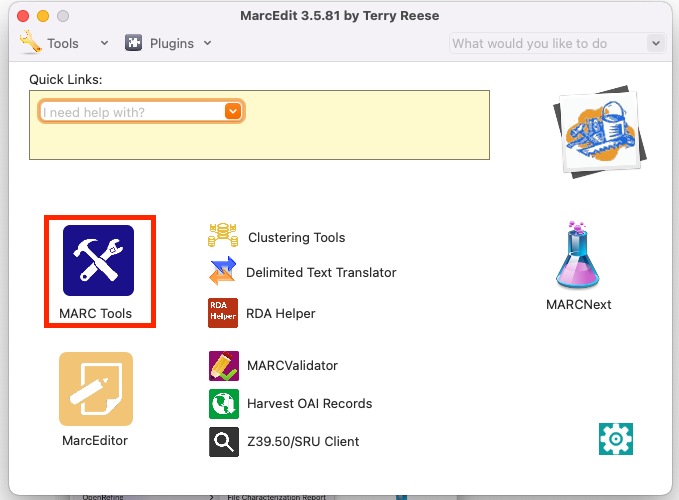 MarcEdit 3.5.81 by Terry Reese
Tools
Plugins
What would you like to do
Quick Links:
I need help with?
Clustering Tools
Delimited Text Translator
RDA
Helper
RDA Helper
MARC Tools
MARCNext
MARCValidator
Harvest OAI Records
Z39.50/SRU Client
MarcEditor
OpenRefine
File Characterization Report